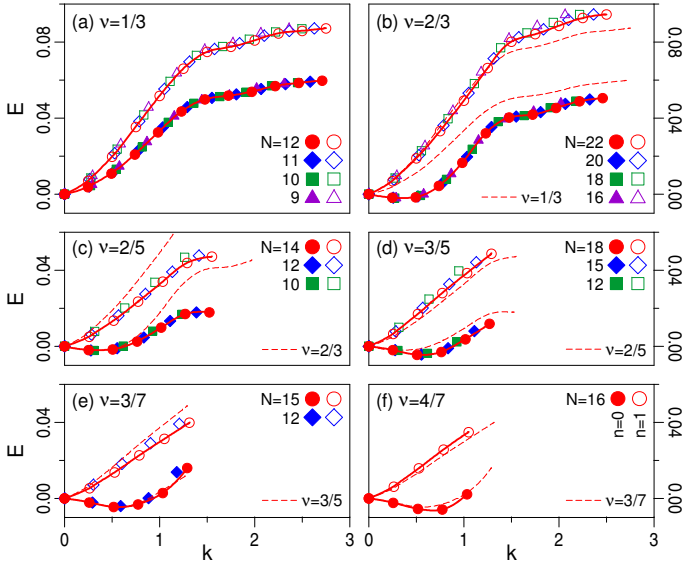 (a) ν=1/3
(b) ν=2/3
0.08
0.04
0.00
E
N=12
11
10
9
N=22
20
18
16
ν=1/3
0.08
0.04
0.00
(c) ν=2/5
(d) ν=3/5
0.04
0.00
E
N=14
12
10
ν=2/3
N=18
15
12
ν=2/5
0.04
0.00
(e) ν=3/7
(f) ν=4/7
0.04
0.00
E
N=15
12
ν=3/5
N=16
n=0
n=1
ν=3/7
0.04
0.00
0 1 2 3
0 1 2 3
k
k